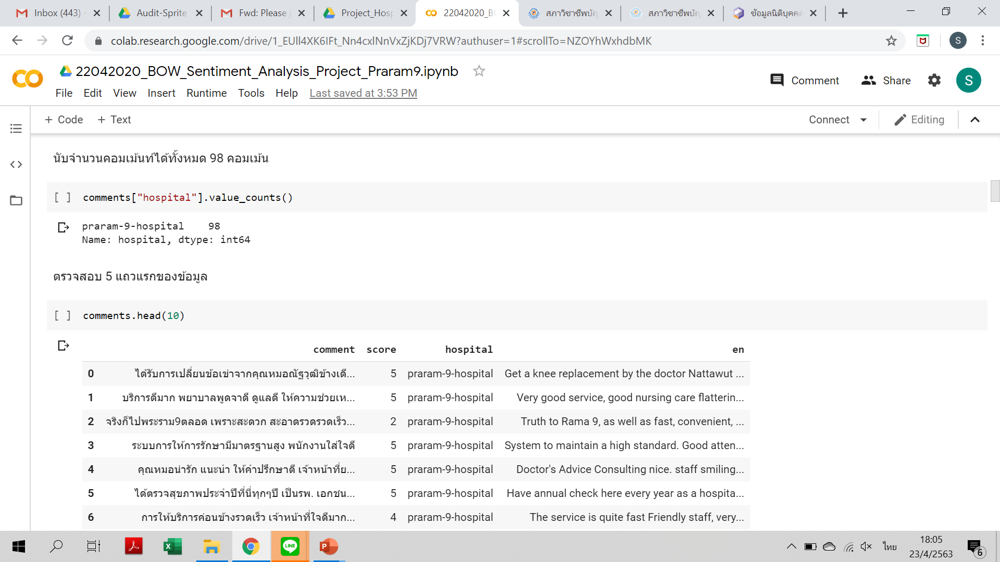 Inbox (443) -
Audit-Sprite
Fwd: Please j
Project_Hosp
22042020_BO
สภาวิชาชีพบัญ
สภาวิชาชีพบัญ
ข้อมูลนิติบุคคล
colab.research.google.com/drive/1_EUll4XK6IFt_Nn4cxlNnVxZjKDj7VRW?authuser=1#scrollTo=NZOYhWxhdbMK
S
22042020_BOW_Sentiment_Analysis_Project_Praram9.ipynb
Comment
Share
S
File Edit View Insert Runtime Tools Help Last saved at 3:53 PM
+ Code + Text
Connect
Editing
นับจำนวนคอมเม้นท์ได้ทั้งหมด 98 คอมเม้น
[ ] comments["hospital"].value_counts()
praram-9-hospital 98
Name: hospital, dtype: int64
ตรวจสอบ 5 แถวแรกของข้อมูล
[ ] comments.head(10)
comment score hospital en
0 ได้รับการเปลี่ยนข้อเข่าจากคุณหมอณัฐวุฒิข้างเดี... 5 praram-9-hospital Get a knee replacement by the doctor Nattawut ...
1 บริการดีมาก พยาบาลพูดจาดี ดูแลดี ให้ความช่วยเห... 5 praram-9-hospital Very good service, good nursing care flatterin...
2 จริงก็ไปพระราม9ตลอด เพราะสะดวก สะอาดรวดรวดเร็ว... 2 praram-9-hospital Truth to Rama 9, as well as fast, convenient, ...
3 ระบบการให้การรักษามีมาตรฐานสูง พนักงานใส่ใจดี 5 praram-9-hospital System to maintain a high standard. Good atten...
4 คุณหมอน่ารัก แนะนำ ให้คำปรึกษาดี เจ้าหน้าที่ย... 5 praram-9-hospital Doctor's Advice Consulting nice. staff smiling...
5 ได้ตรวจสุขภาพประจำปีที่นี่ทุกๆปี เป็นรพ. เอกชน... 5 praram-9-hospital Have annual check here every year as a hospita...
6 การให้บริการค่อนข้างรวดเร็ว เจ้าหน้าที่ใจดีมาก... 4 praram-9-hospital The service is quite fast Friendly staff, very...
LINE
ไทย
18:05
23/4/2563
6